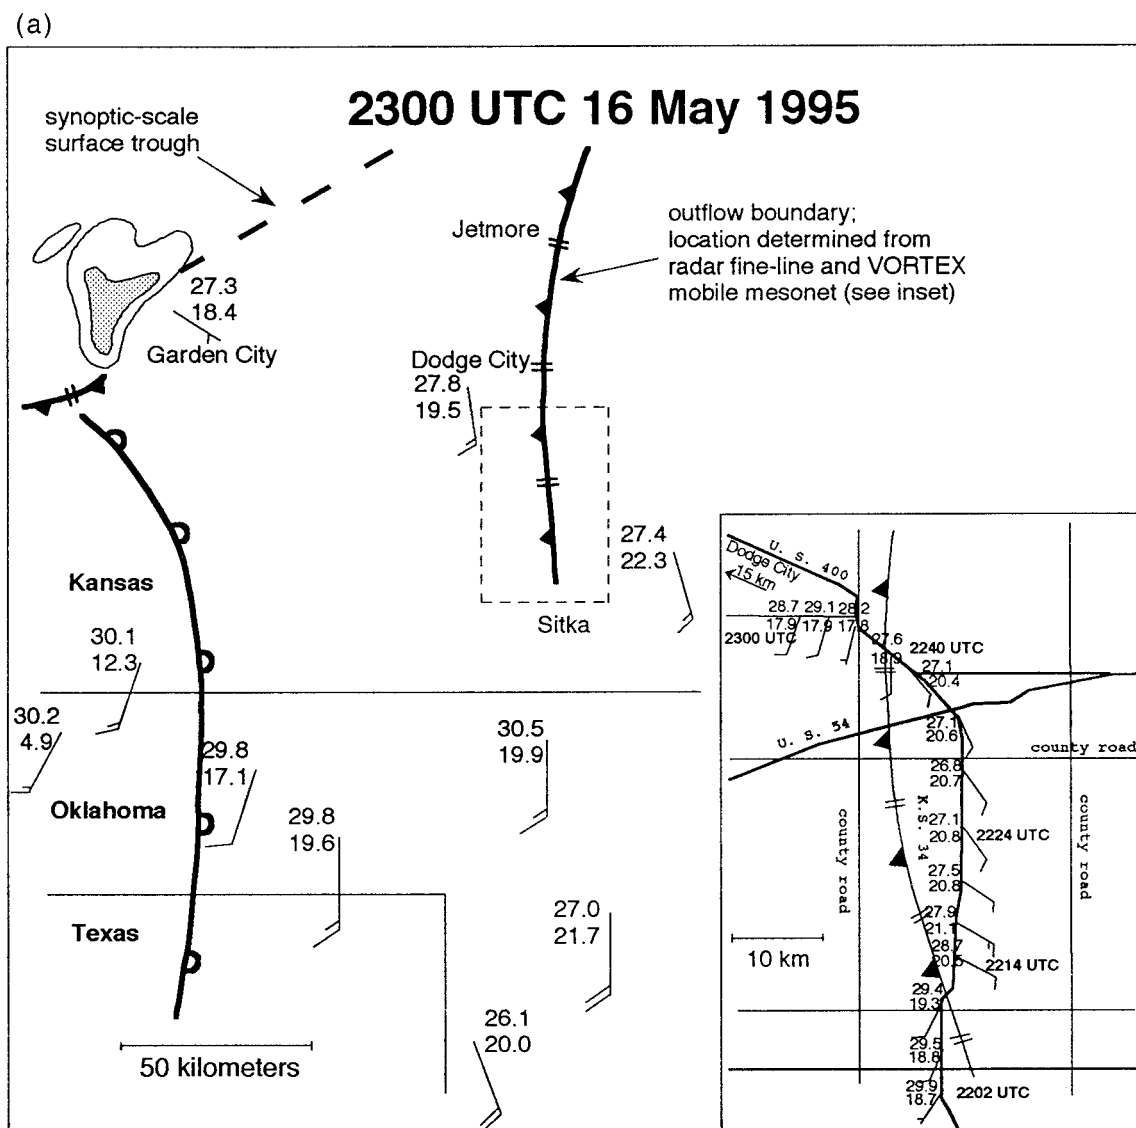 (a)
2300 UTC 16 May 1995
synoptic-scale
surface trough
Jetmore
outflow boundary;
location determined from
radar fine-line and VORTEX
mobile mesonet (see inset)
27.3
18.4
Garden City
Dodge City
27.8
19.5
27.4
22.3
Sitka
Kansas
30.1
12.3
30.2
4.9
29.8
17.1
Oklahoma
29.8
19.6
30.5
19.9
Texas
27.0
21.7
26.1
20.0
50 kilometers
U. S. 400
Dodge City
15 km
28.7 29.1 28.2
17.9 17.9 17.8
2300 UTC
27.6
18.9
2240 UTC
27.1
20.4
U. S. 54
27.1
20.6
county road
26.8
20.7
K.S. 34
27.1
20.8
2224 UTC
county road
county road
27.5
20.8
27.9
21.1
28.7
20.5
2214 UTC
10 km
29.4
19.3
29.5
18.8
29.9
18.7
2202 UTC